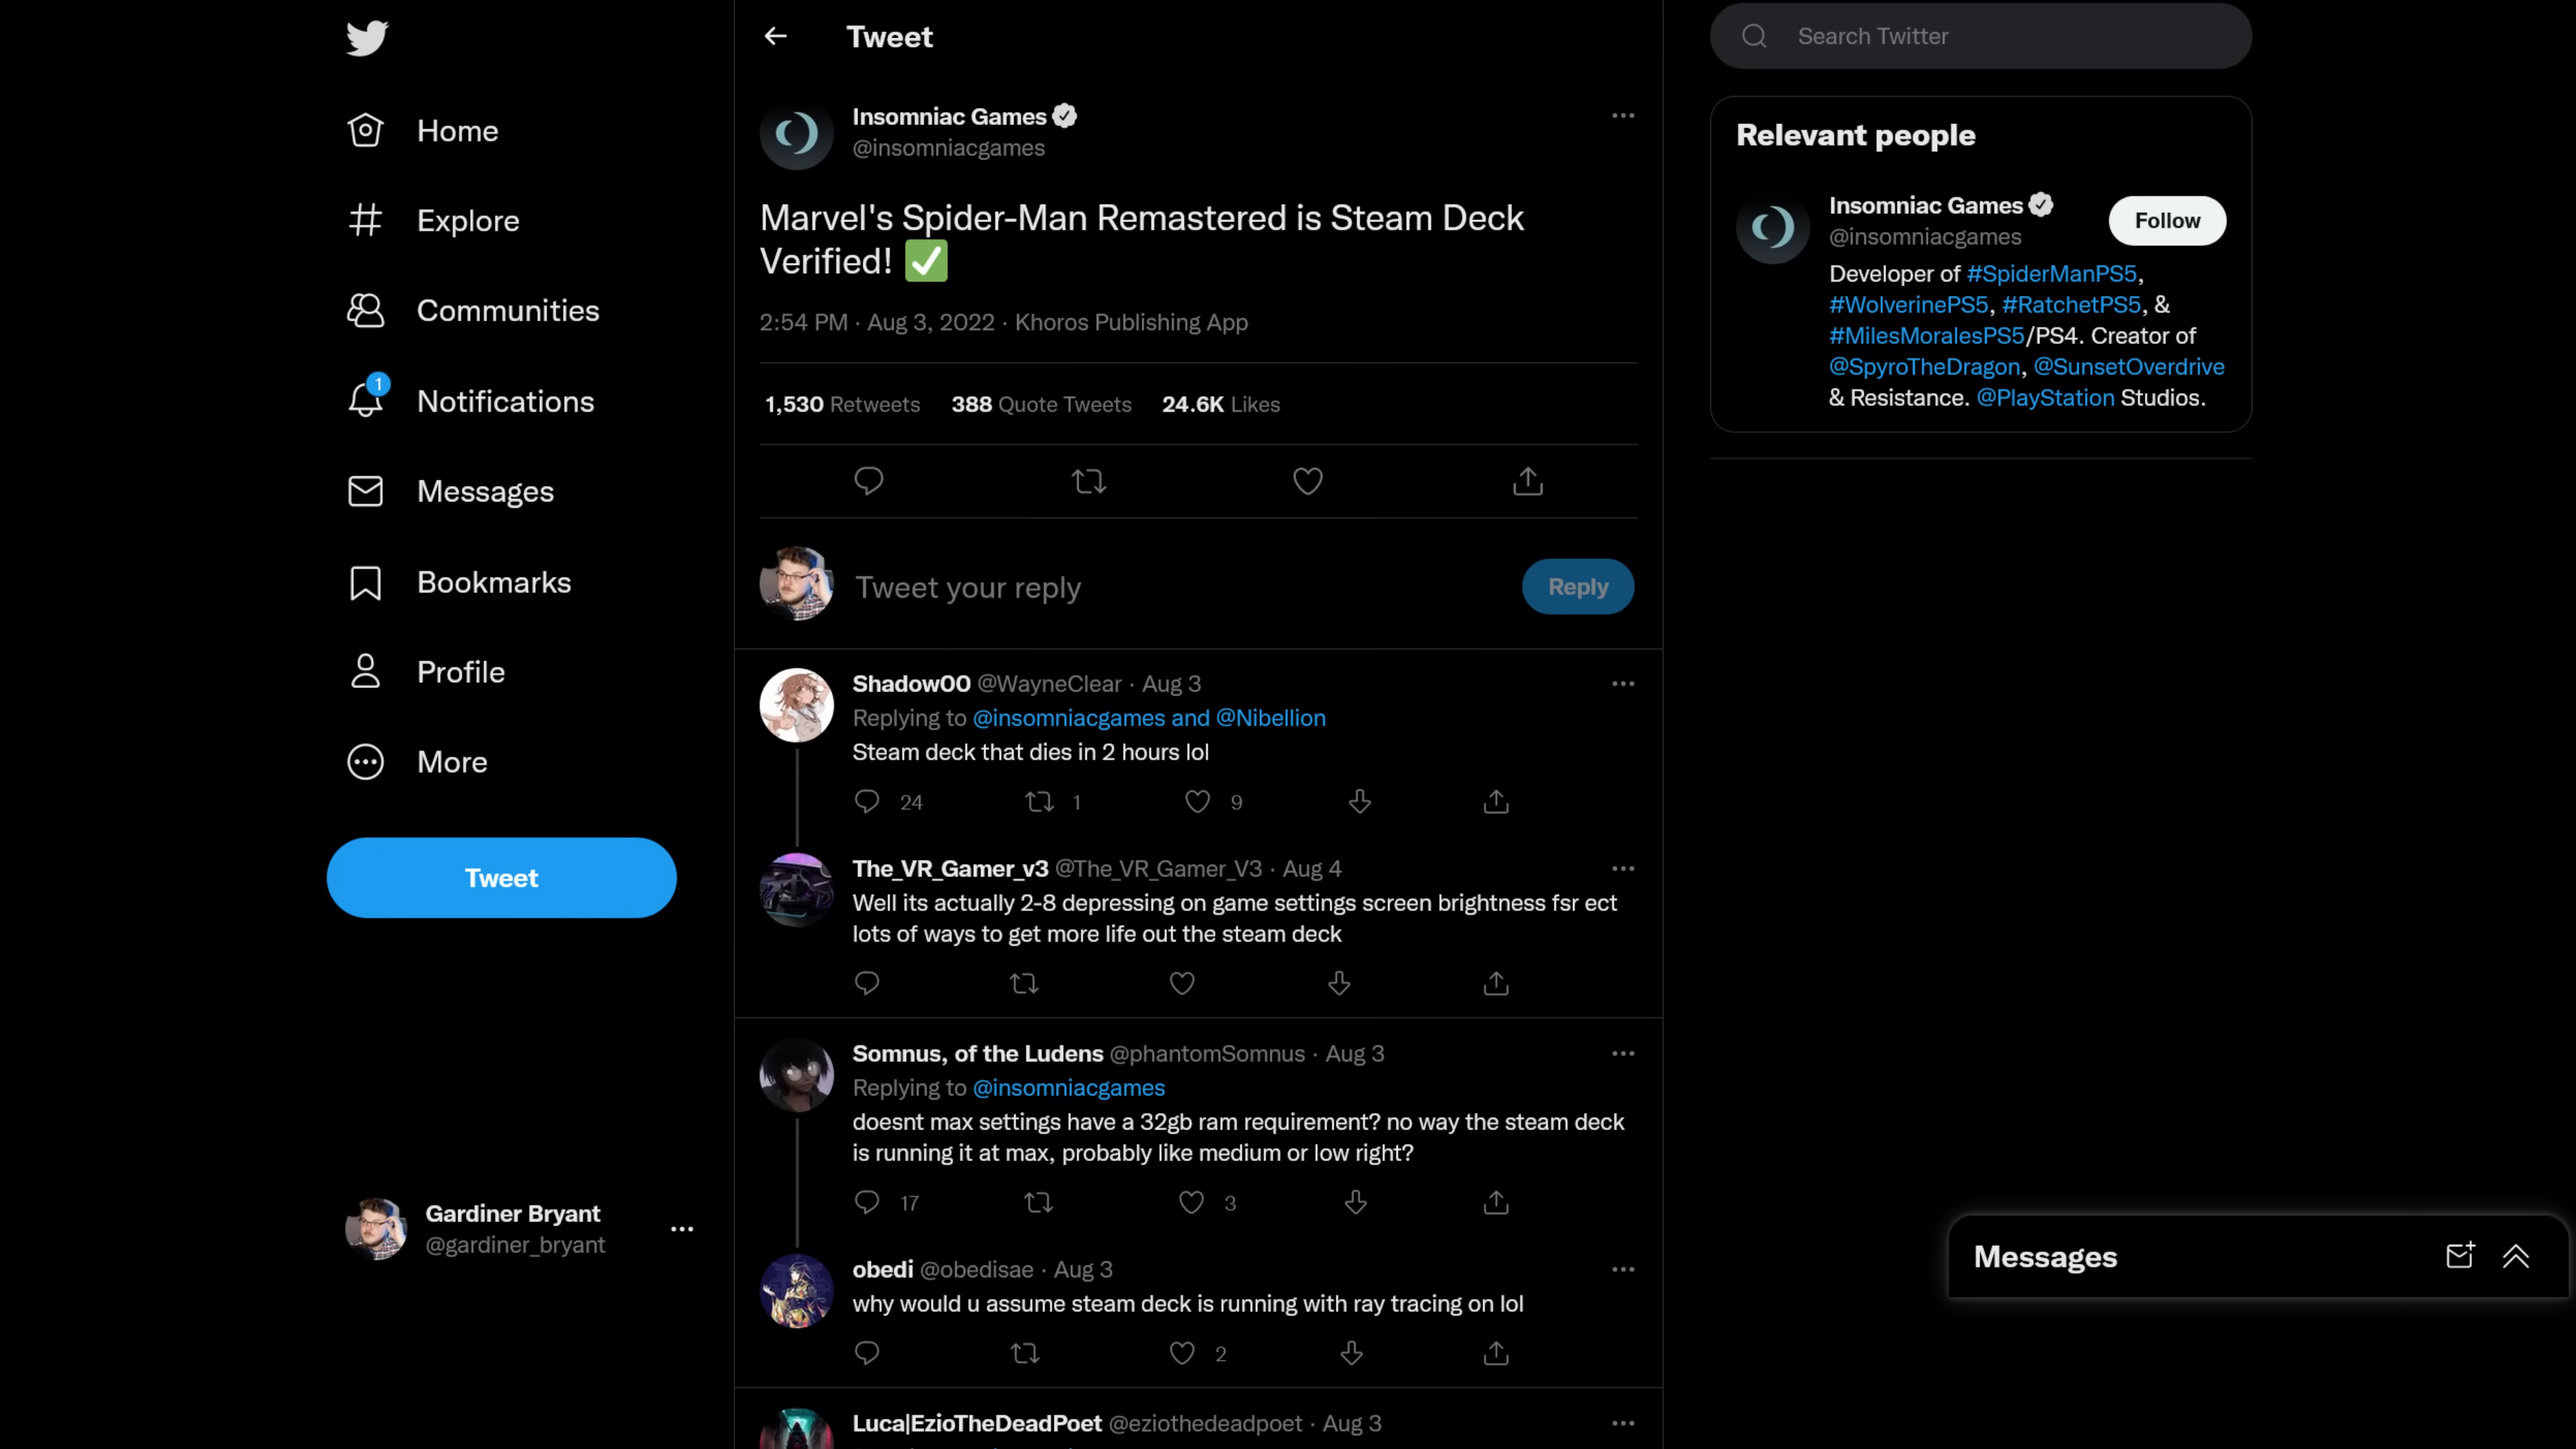 Home
Explore
Communities
1
Notifications
Messages
Bookmarks
Profile
More
Tweet
Gardiner Bryant
@gardiner_bryant
Tweet
Insomniac Games
@insomniacgames
Marvel's Spider-Man Remastered is Steam Deck
Verified! ✅
2:54 PM · Aug 3, 2022 · Khoros Publishing App
1,530 Retweets 388 Quote Tweets 24.6K Likes
Tweet your reply
Reply
Shadow00 @WayneClear · Aug 3
Replying to @insomniacgames and @Nibellion
Steam deck that dies in 2 hours lol
24 1 9
The_VR_Gamer_v3 @The_VR_Gamer_V3 · Aug 4
Well its actually 2-8 depressing on game settings screen brightness fsr ect
lots of ways to get more life out the steam deck
Somnus, of the Ludens @phantomSomnus · Aug 3
Replying to @insomniacgames
doesnt max settings have a 32gb ram requirement? no way the steam deck
is running it at max, probably like medium or low right?
17 3
obedi @obedisae · Aug 3
why would u assume steam deck is running with ray tracing on lol
2
Luca|EzioTheDeadPoet @eziothedeadpoet · Aug 3
Search Twitter
Relevant people
Insomniac Games
@insomniacgames
Follow
Developer of #SpiderManPS5,
#WolverinePS5, #RatchetPS5, &
#MilesMoralesPS5/PS4. Creator of
@SpyroTheDragon, @SunsetOverdrive
& Resistance. @PlayStation Studios.
Messages